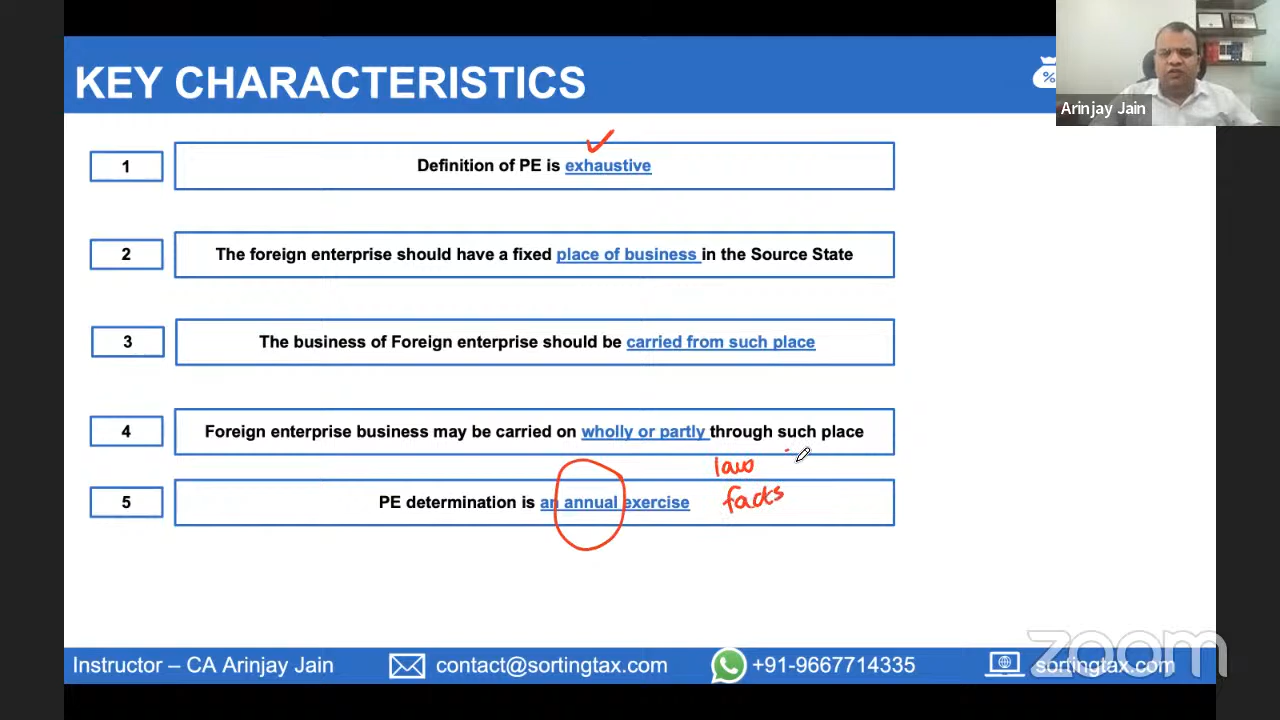 KEY CHARACTERISTICS
%
Arinjay Jain
1
Definition of PE is exhaustive
2
The foreign enterprise should have a fixed place of business in the Source State
3
The business of Foreign enterprise should be carried from such place
4
Foreign enterprise business may be carried on wholly or partly through such place
law
5
PE determination is an annual exercise
facts
Instructor – CA Arinjay Jain
contact@sortingtax.com
+91-9667714335
sortingtax.com
zoom